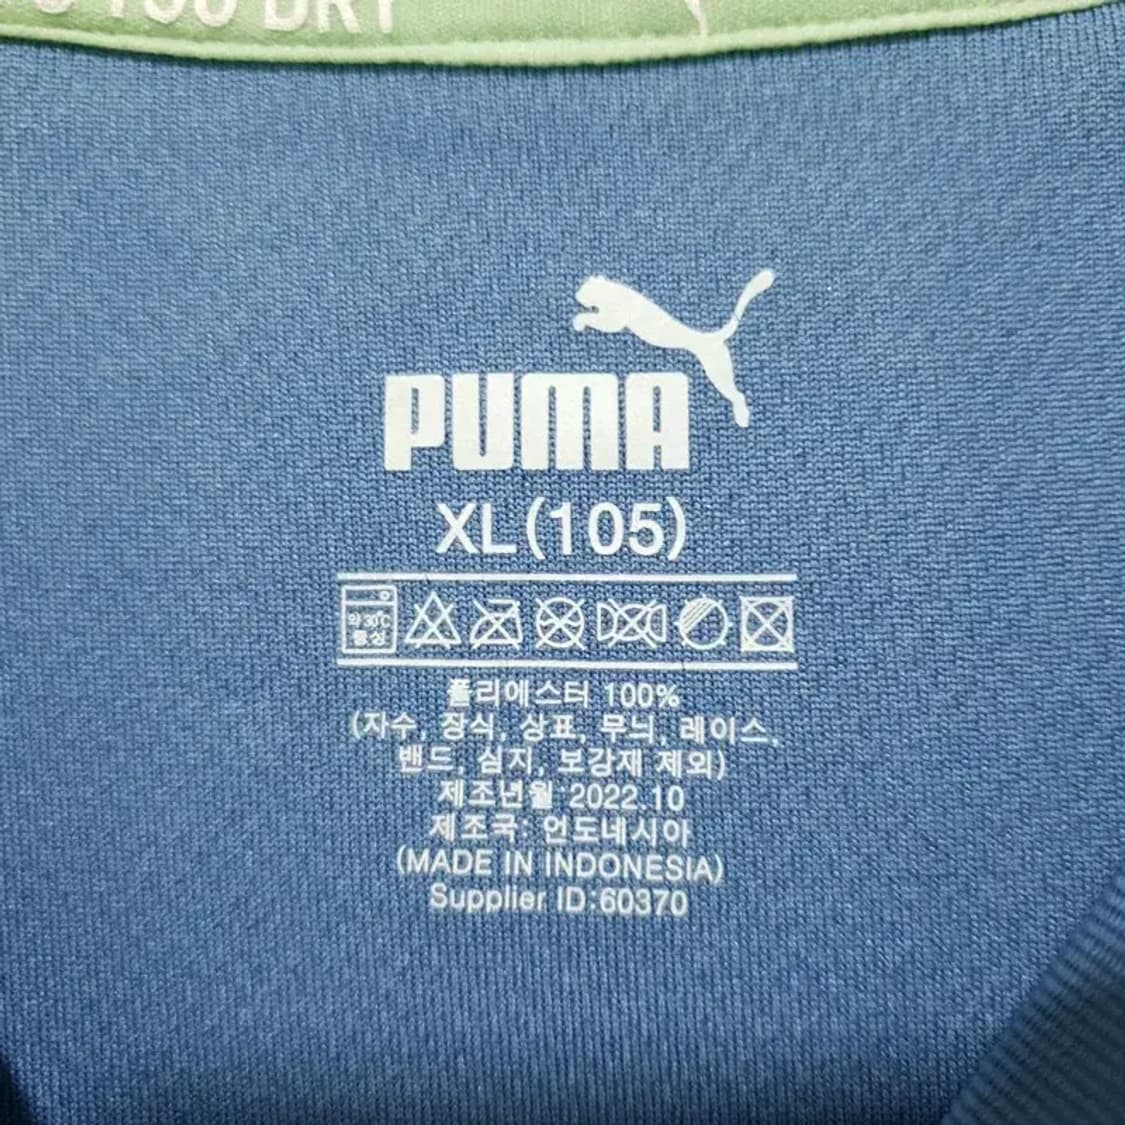 DRY
PUMA
XL(105)
약 30℃
중성
폴리에스터 100%
(자수, 장식, 상표, 무늬, 레이스,
밴드, 심지, 보강재 제외)
제조년월 2022.10
제조국: 인도네시아
(MADE IN INDONESIA)
Supplier ID:60370